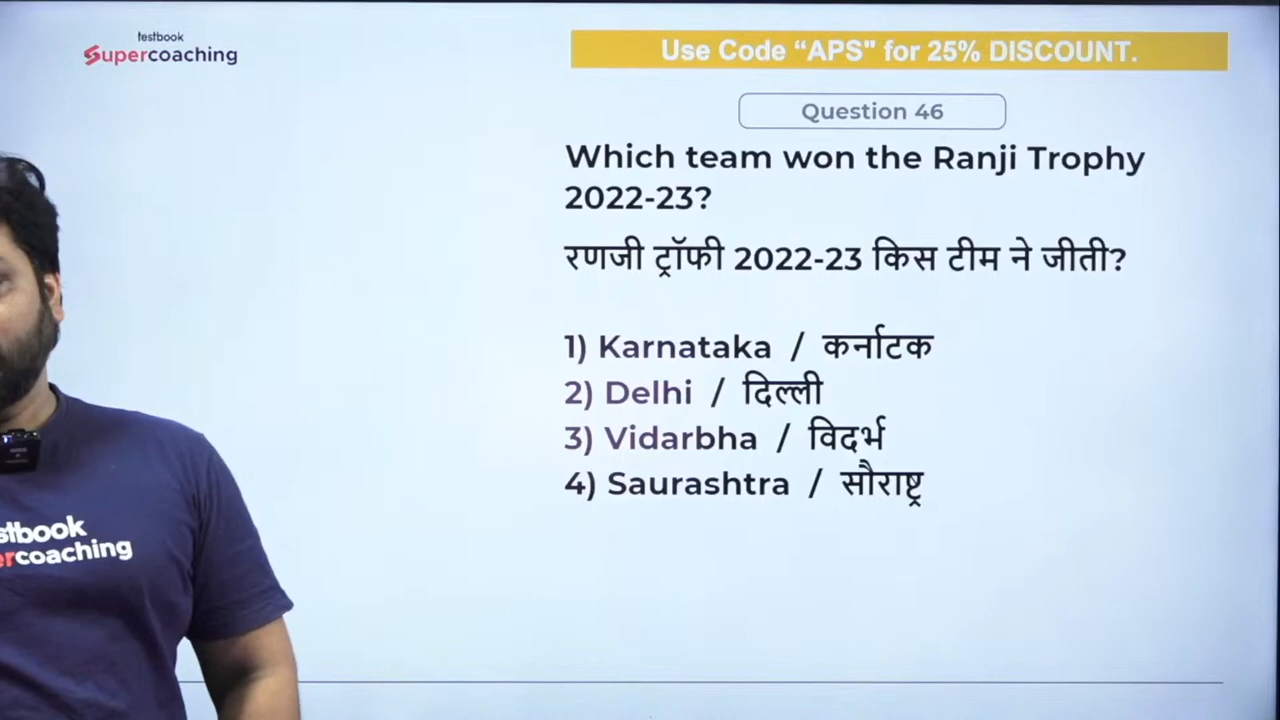 testbook
Supercoaching
Use Code “APS" for 25% DISCOUNT.
Question 46
Which team won the Ranji Trophy
2022-23?
रणजी ट्रॉफी 2022-23 किस टीम ने जीती?
1) Karnataka / कर्नाटक
2) Delhi / दिल्ली
3) Vidarbha / विदर्भ
4) Saurashtra / सौराष्ट्र
stbook
ercoaching